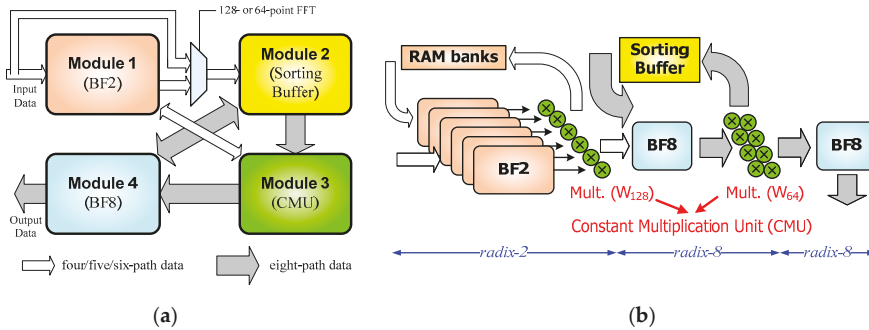 128- or 64-point FFT
Module 1
(BF2)
Module 2
(Sorting
Buffer)
Input
Data
Module 4
(BF8)
Module 3
(CMU)
Output
Data
four/five/six-path data
eight-path data
(a)
RAM banks
Sorting
Buffer
BF2
BF8
BF8
Mult. (W128)
Mult. (W64)
Constant Multiplication Unit (CMU)
radix-2
radix-8
radix-8
(b)